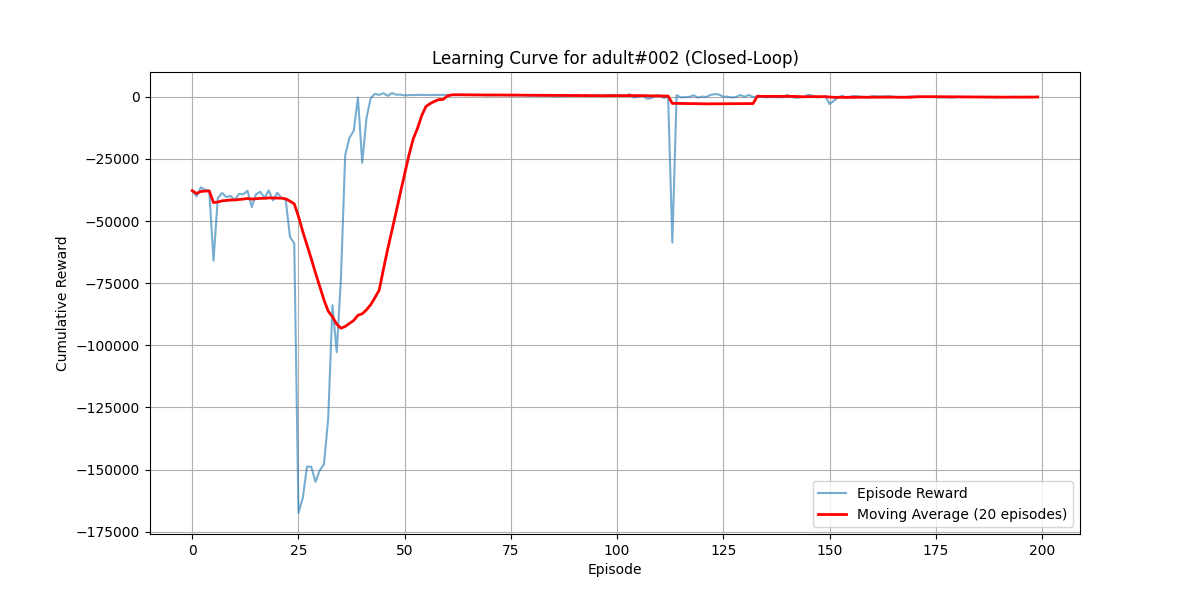 Learning Curve for adult#002 (Closed-Loop)
Cumulative Reward
0
−25000
−50000
−75000
−100000
−125000
−150000
−175000
0 25 50 75 100 125 150 175 200
Episode
Episode Reward
Moving Average (20 episodes)